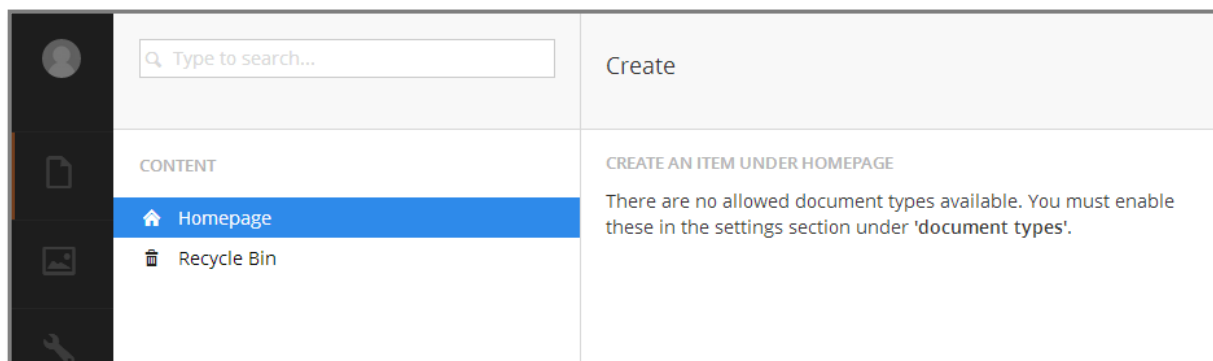 Type to search...
Create
CONTENT
Homepage
Recycle Bin
CREATE AN ITEM UNDER HOMEPAGE
There are no allowed document types available. You must enable
these in the settings section under 'document types'.